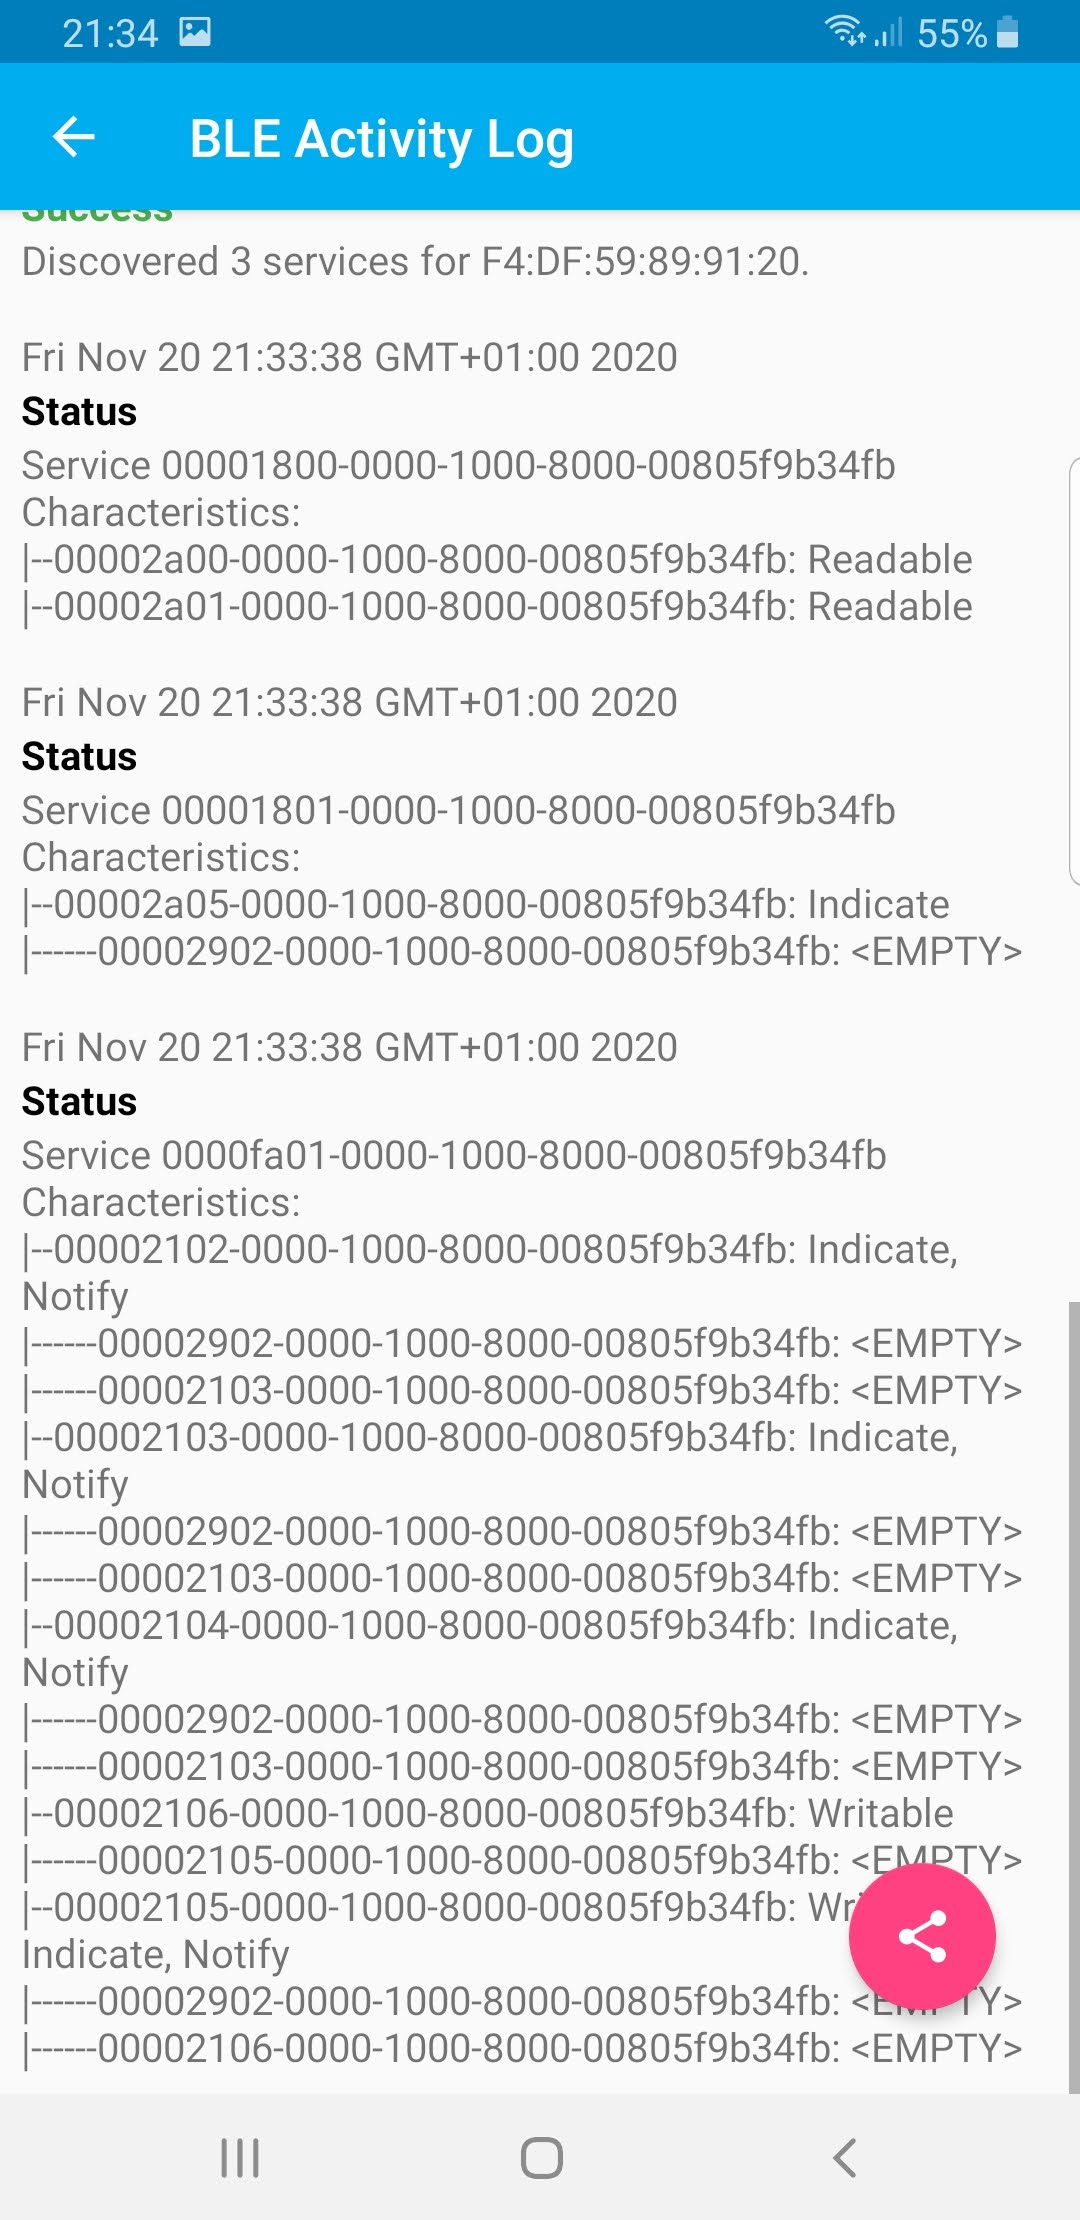 21:34
55%
BLE Activity Log
Success
Discovered 3 services for F4:DF:59:89:91:20.
Fri Nov 20 21:33:38 GMT+01:00 2020
Status
Service 00001800-0000-1000-8000-00805f9b34fb
Characteristics:
|--00002a00-0000-1000-8000-00805f9b34fb: Readable
|--00002a01-0000-1000-8000-00805f9b34fb: Readable
Fri Nov 20 21:33:38 GMT+01:00 2020
Status
Service 00001801-0000-1000-8000-00805f9b34fb
Characteristics:
|--00002a05-0000-1000-8000-00805f9b34fb: Indicate
|------00002902-0000-1000-8000-00805f9b34fb: <EMPTY>
Fri Nov 20 21:33:38 GMT+01:00 2020
Status
Service 0000fa01-0000-1000-8000-00805f9b34fb
Characteristics:
|--00002102-0000-1000-8000-00805f9b34fb: Indicate,
Notify
|------00002902-0000-1000-8000-00805f9b34fb: <EMPTY>
|------00002103-0000-1000-8000-00805f9b34fb: <EMPTY>
|--00002103-0000-1000-8000-00805f9b34fb: Indicate,
Notify
|------00002902-0000-1000-8000-00805f9b34fb: <EMPTY>
|------00002103-0000-1000-8000-00805f9b34fb: <EMPTY>
|--00002104-0000-1000-8000-00805f9b34fb: Indicate,
Notify
|------00002902-0000-1000-8000-00805f9b34fb: <EMPTY>
|------00002103-0000-1000-8000-00805f9b34fb: <EMPTY>
|--00002106-0000-1000-8000-00805f9b34fb: Writable
|------00002105-0000-1000-8000-00805f9b34fb: <EMPTY>
|--00002105-0000-1000-8000-00805f9b34fb:
Indicate, Notify
|------00002902-0000-1000-8000-00805f9b34fb: <EMPTY>
|------00002106-0000-1000-8000-00805f9b34fb: <EMPTY>